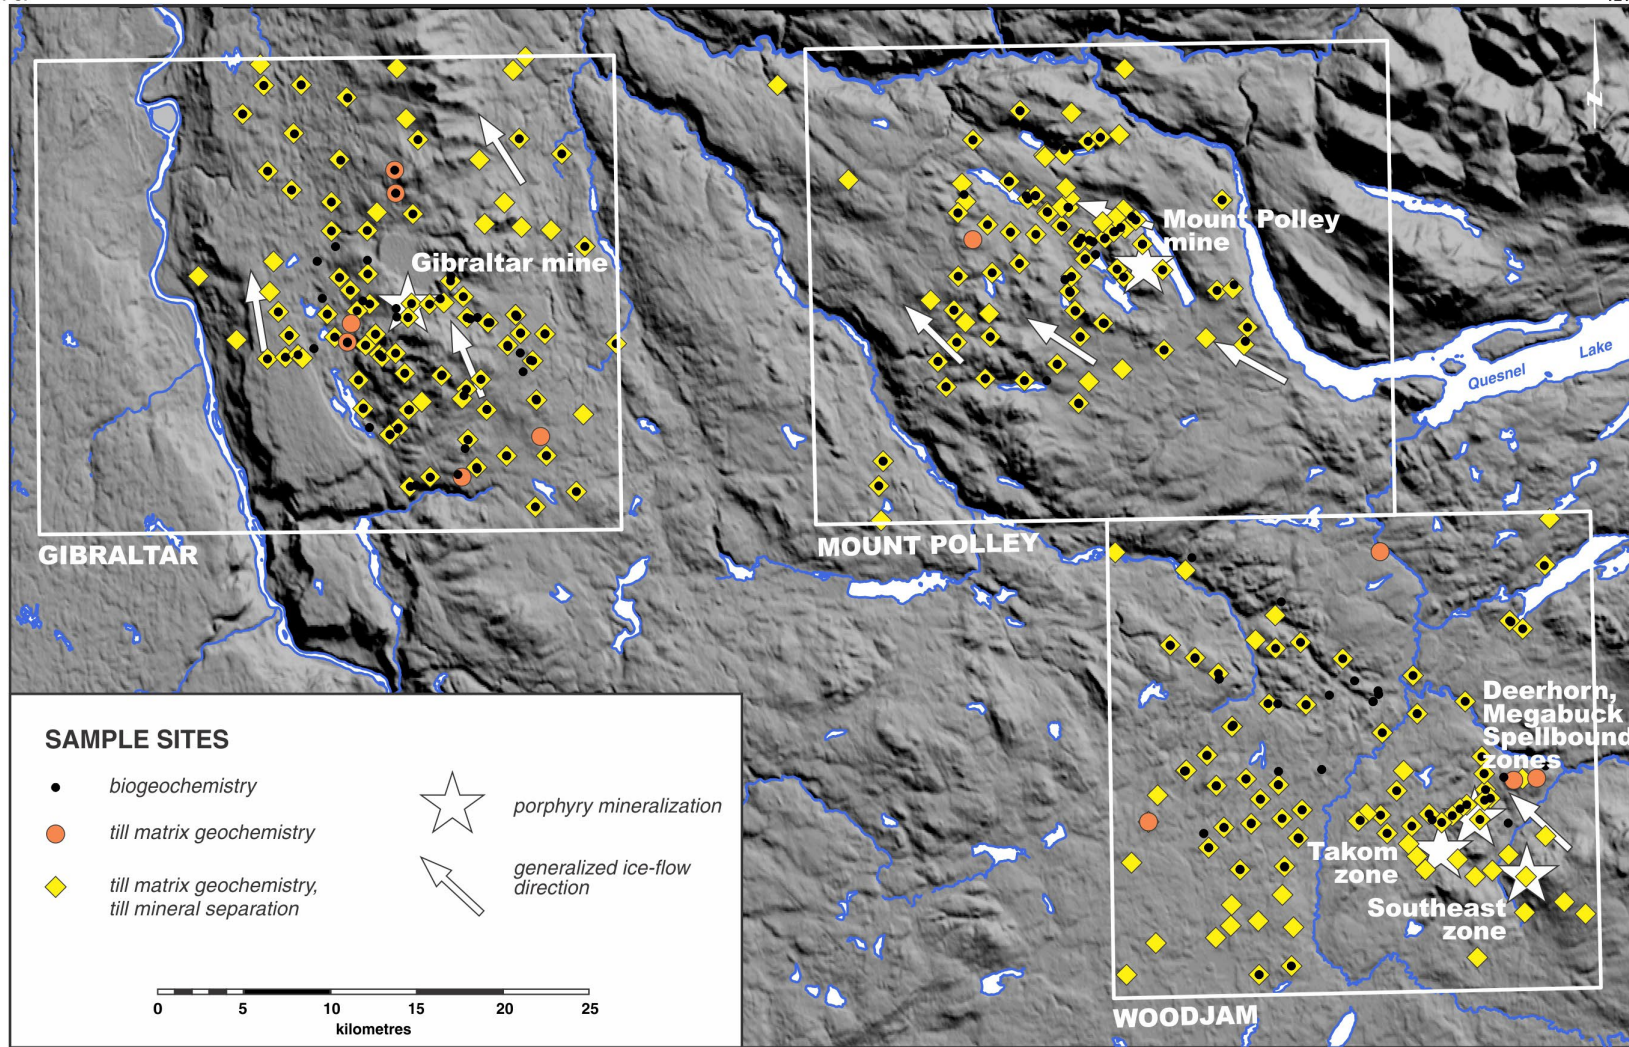 Gibraltar mine
Mount Polley
mine
Lake
Quesnel
GIBRALTAR
MOUNT POLLEY
Deerhorn,
Megabuck
Spellbound
zones
Takom
zone
Southeast
zone
WOODJAM
SAMPLE SITES
biogeochemistry
till matrix geochemistry
till matrix geochemistry,
till mineral separation
porphyry mineralization
generalized ice-flow
direction
0 5 10 15 20 25
kilometres